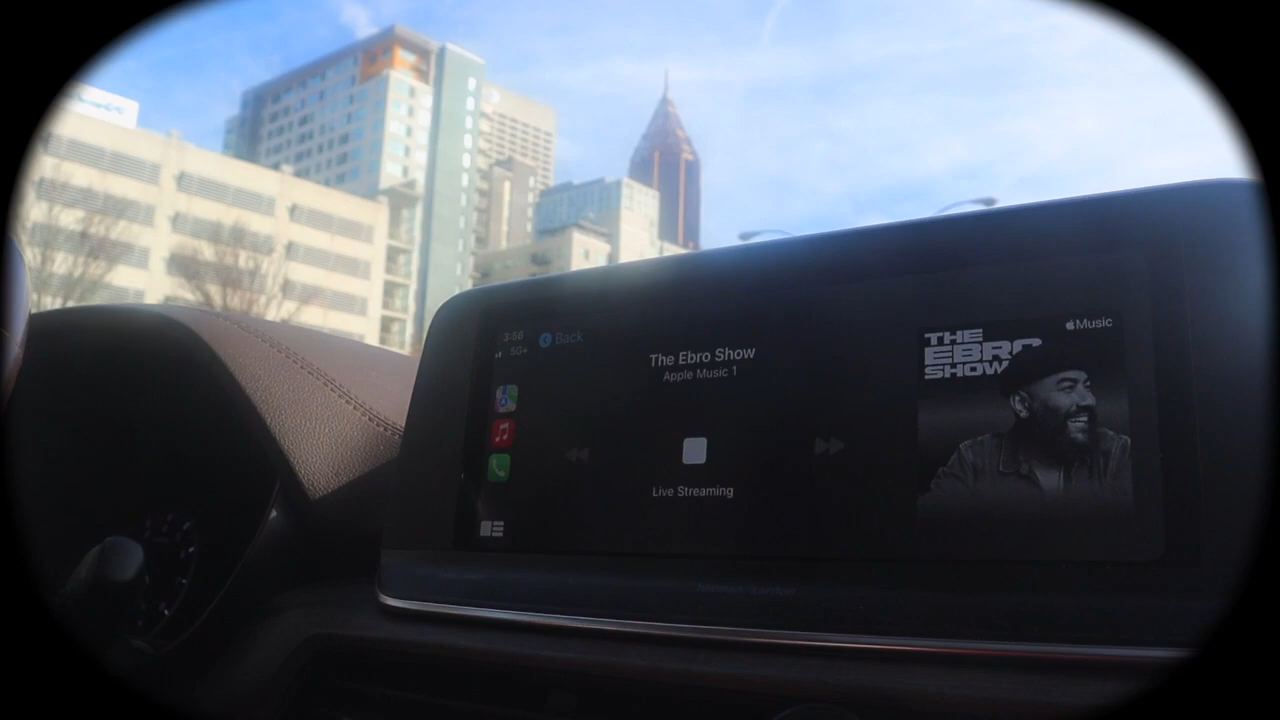 3:58
5G+
Back
The Ebro Show
Apple Music 1
Live Streaming
Music
THE
EBRO
SHOW